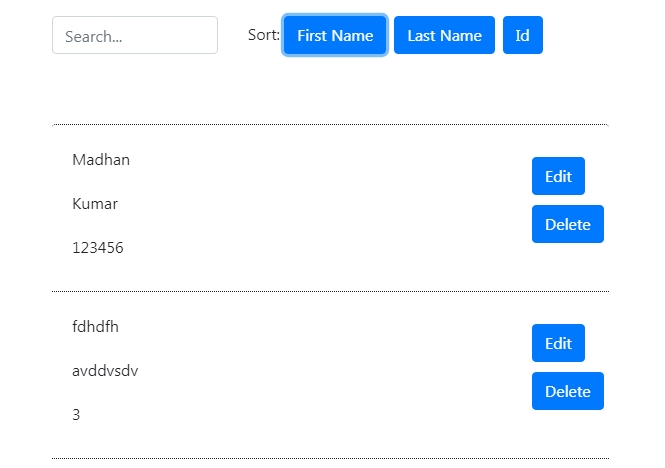 Search... Sort: First Name Last Name Id
Madhan
Edit
Kumar
Delete
123456
fdhdfh
Edit
avddvsdv
Delete
3